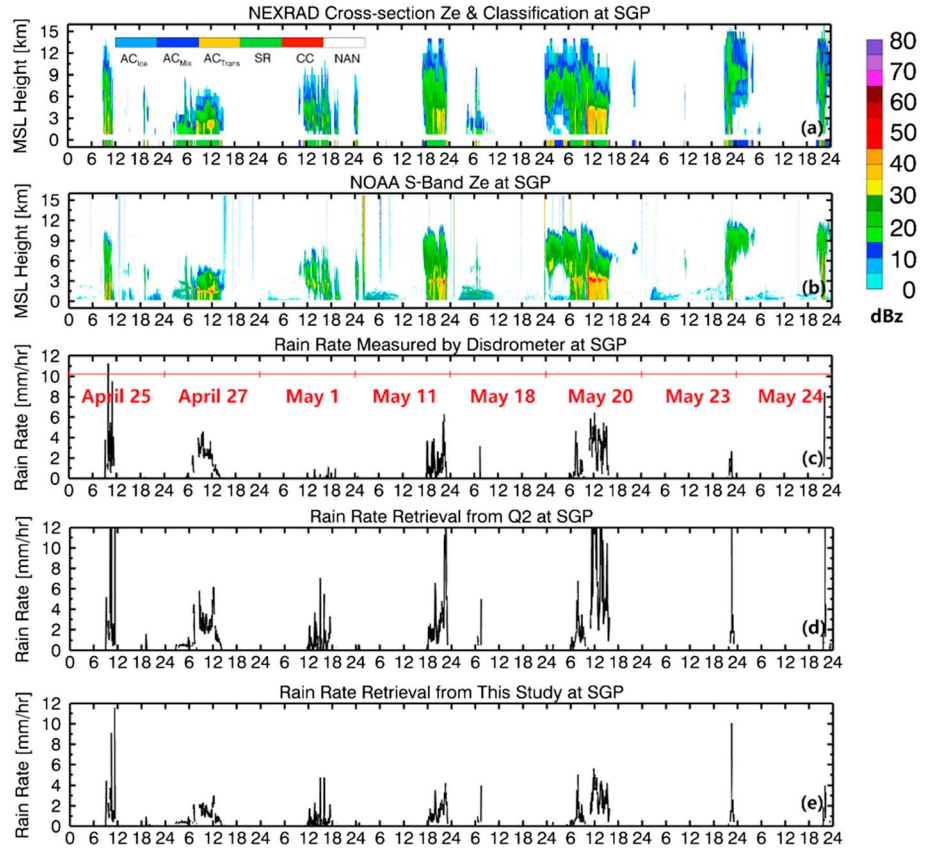 NEXRAD Cross-section Ze & Classification at SGP
MSL Height [km]
15
12
9
6
3
0
AC_Ice AC_Mix AC_Trans SR CC NAN
(a)
0 6 12 18 24 6 12 18 24 6 12 18 24 6 12 18 24 6 12 18 24 6 12 18 24 6 12 18 24 6 12 18 24
NOAA S-Band Ze at SGP
MSL Height [km]
15
12
9
6
3
0
(b)
0 6 12 18 24 6 12 18 24 6 12 18 24 6 12 18 24 6 12 18 24 6 12 18 24 6 12 18 24 6 12 18 24
80
70
60
50
40
30
20
10
0
dBz
Rain Rate Measured by Disdrometer at SGP
Rain Rate [mm/hr]
12
10
8
6
4
2
0
April 25 April 27 May 1 May 11 May 18 May 20 May 23 May 24
(c)
0 6 12 18 24 6 12 18 24 6 12 18 24 6 12 18 24 6 12 18 24 6 12 18 24 6 12 18 24 6 12 18 24
Rain Rate Retrieval from Q2 at SGP
Rain Rate [mm/hr]
12
10
8
6
4
2
0
(d)
0 6 12 18 24 6 12 18 24 6 12 18 24 6 12 18 24 6 12 18 24 6 12 18 24 6 12 18 24 6 12 18 24
Rain Rate Retrieval from This Study at SGP
Rain Rate [mm/hr]
12
10
8
6
4
2
0
(e)
0 6 12 18 24 6 12 18 24 6 12 18 24 6 12 18 24 6 12 18 24 6 12 18 24 6 12 18 24 6 12 18 24